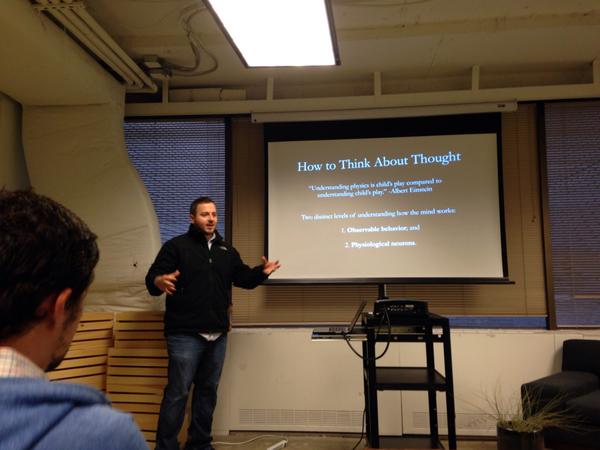 How to Think About Thought
"Understanding physics is child's play compared to
understanding child's play." -Albert Einstein
Two distinct levels of understanding how the mind works:
1. Observable behavior; and
2. Physiological neurons.